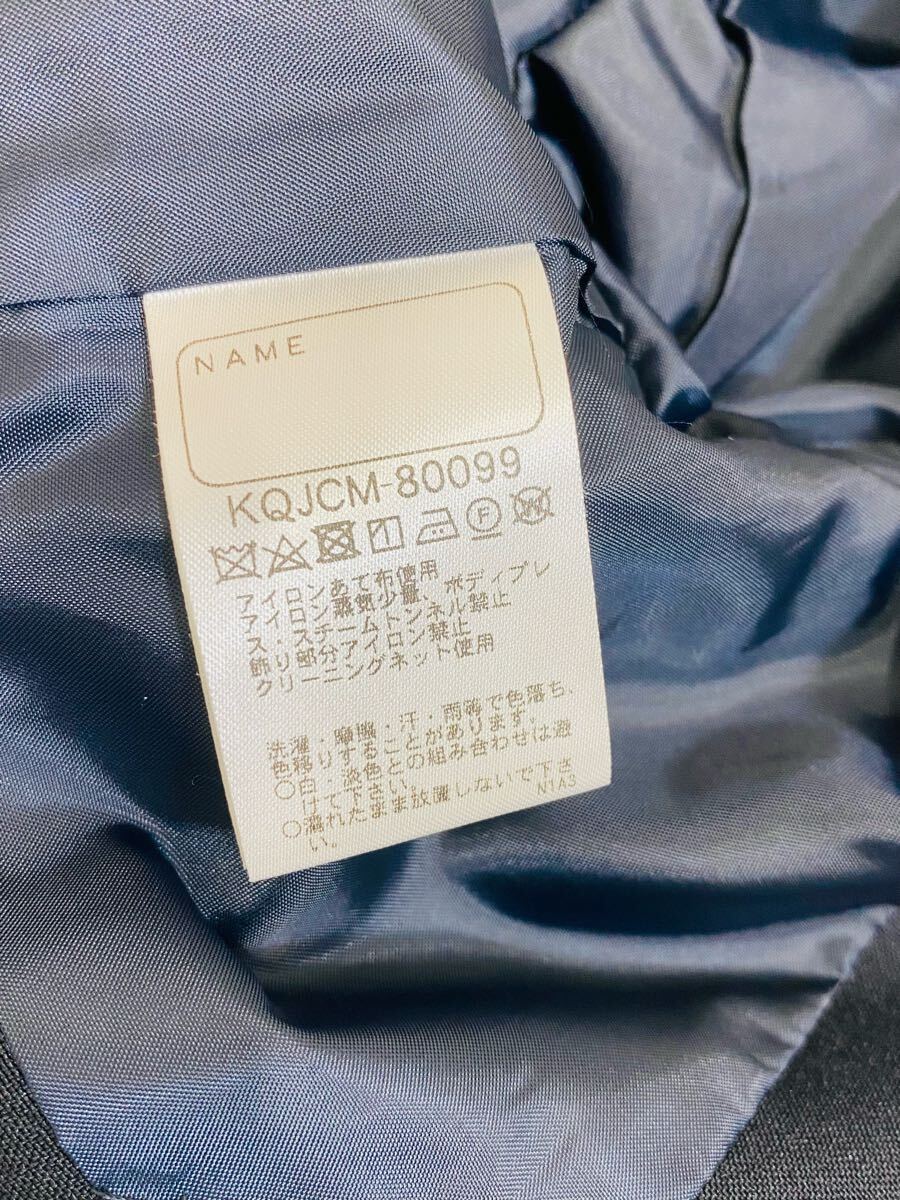 NAME
KQJCM-80099
アイロンあて布使用
アイロン蒸気少量、ボディプレ
ス・スチームトンネル禁止
飾り部分アイロン禁止
クリーニングネット使用
洗濯・摩擦・汗・雨等で色落ち、
色移りすることがあります。
○白・淡色との組み合わせは避
けて下さい。
○濡れたまま放置しないで下さ
い。
N1A3